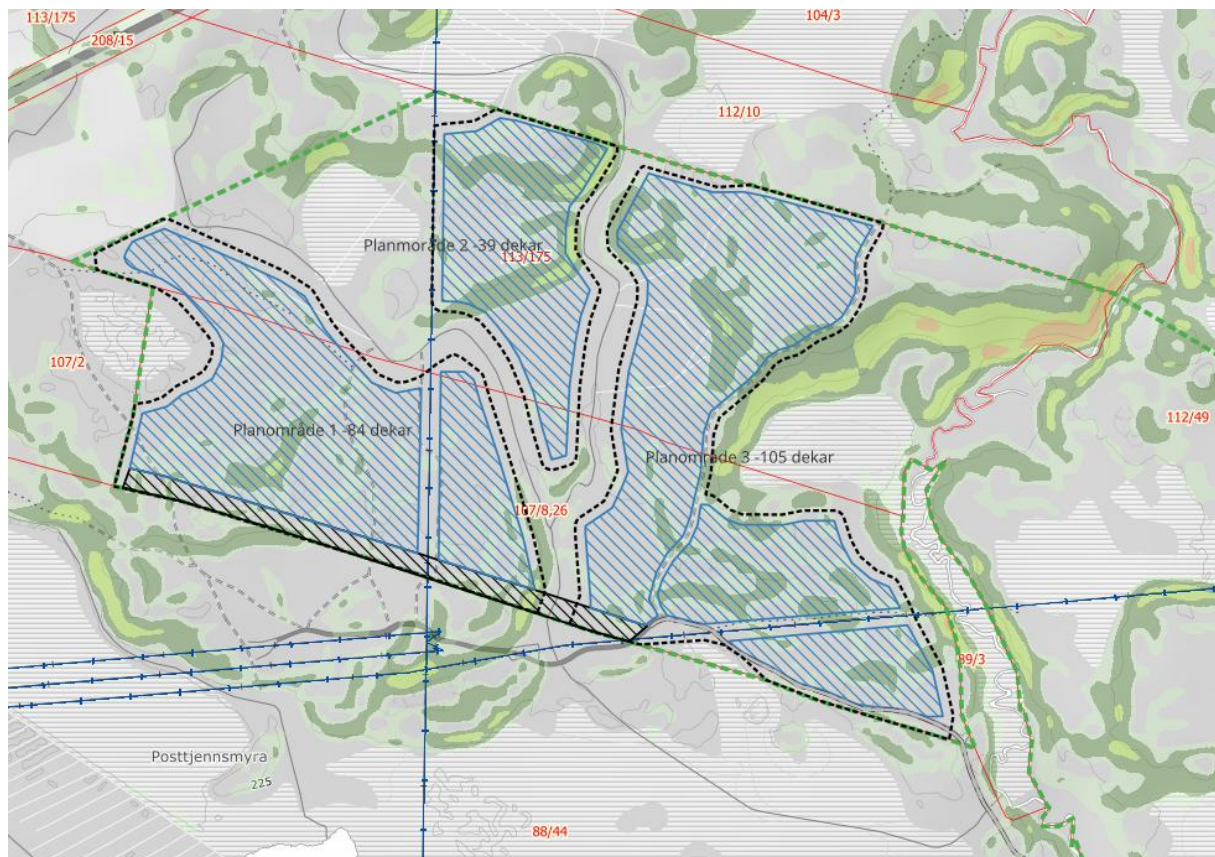 113/175
104/3
208/15
112/10
Planmoråde 2 -39 dekar
113/175
107/2
112/49
Planområde 1 -84 dekar
Planområde 3 -105 dekar
107/8,26
89/3
Posttjennsmyra
225
88/44